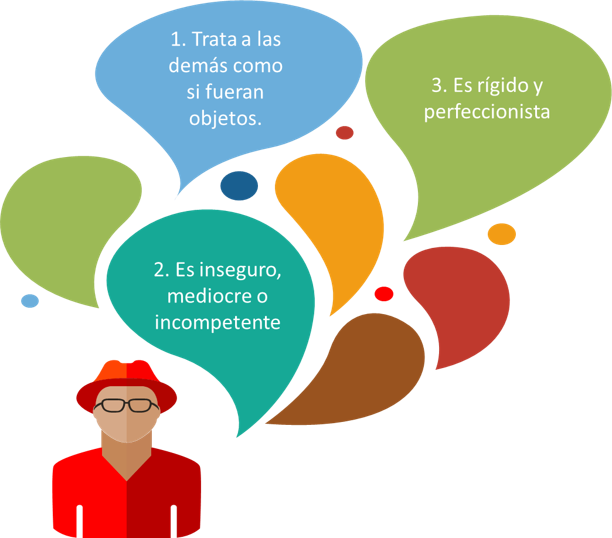 1. Trata a las
demás como
si fueran
objetos.
3. Es rígido y
perfeccionista
2. Es inseguro,
mediocre o
incompetente